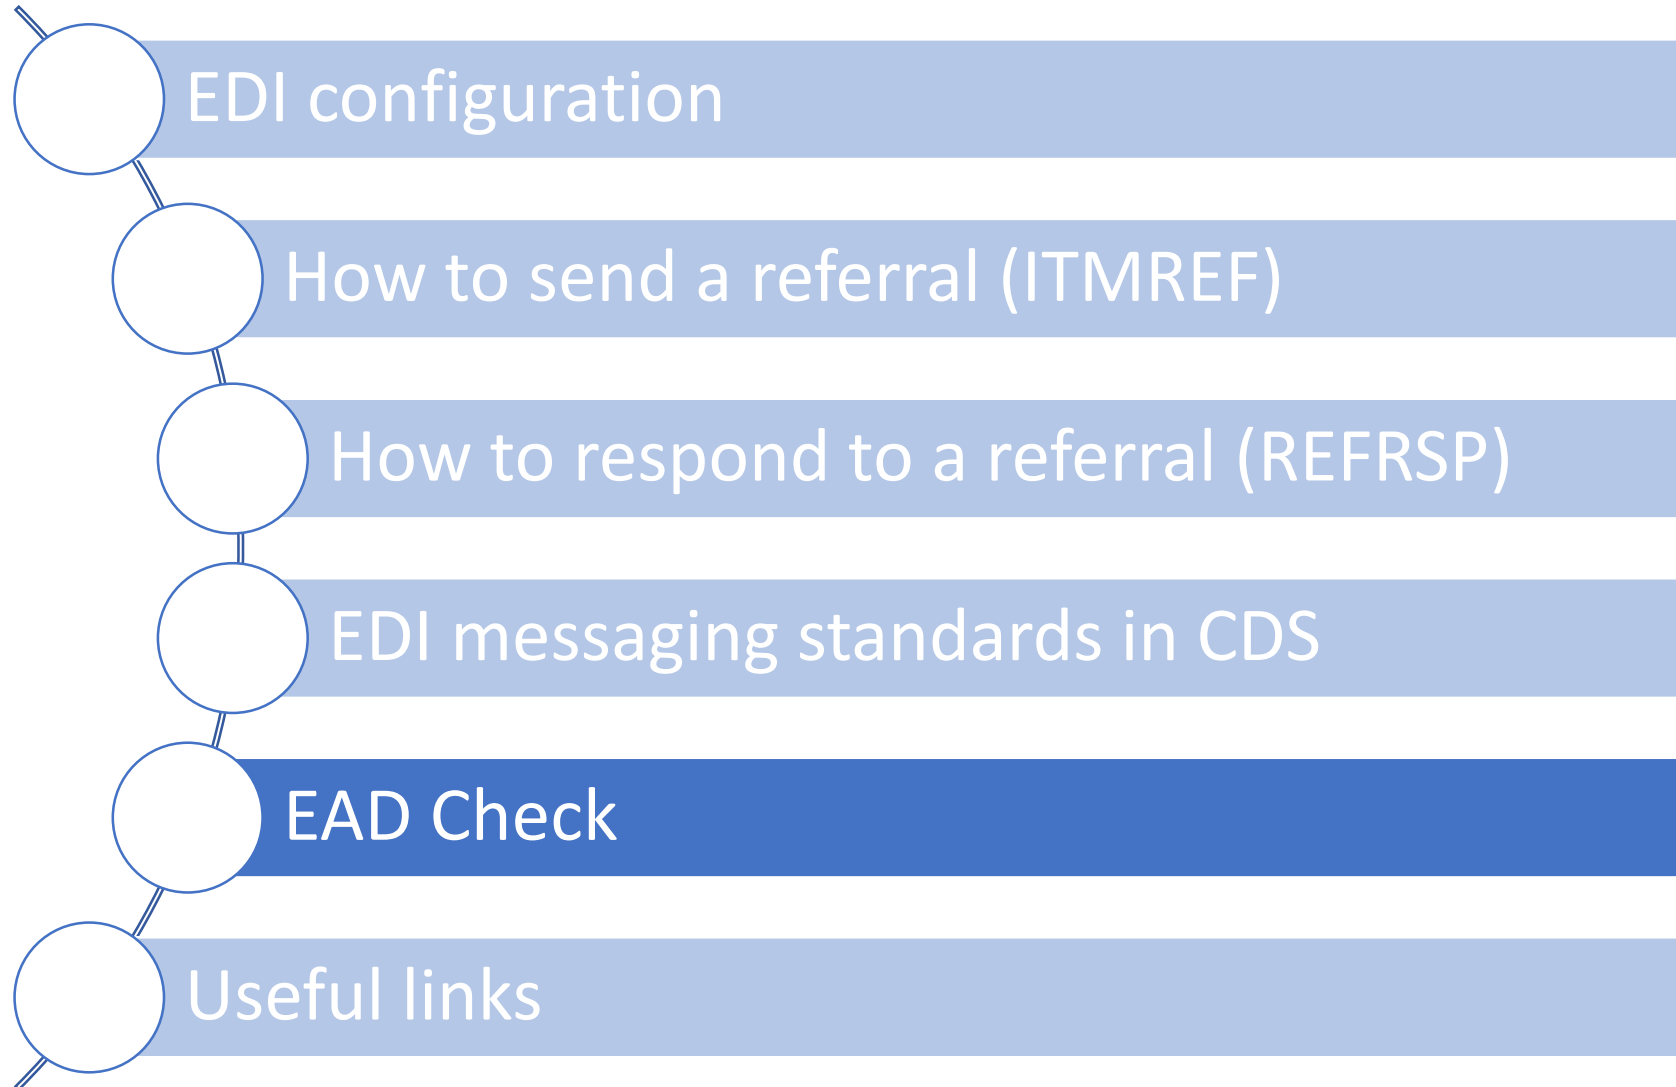 EDI configuration
How to send a referral (ITMREF)
How to respond to a referral (REFRSP)
EDI messaging standards in CDS
EAD Check
Useful links